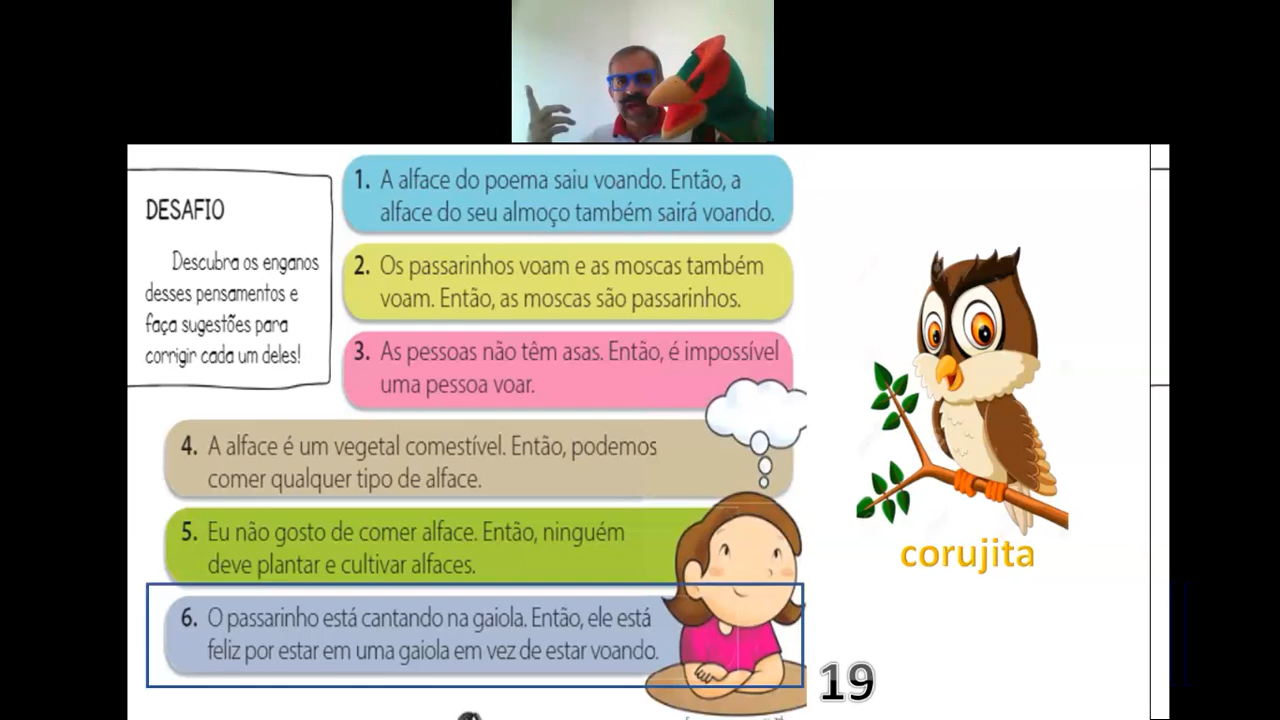 DESAFIO
Descubra os enganos
desses pensamentos e
faça sugestões para
corrigir cada um deles!
1. A alface do poema saiu voando. Então, a
alface do seu almoço também sairá voando.
2. Os passarinhos voam e as moscas também
voam. Então, as moscas são passarinhos.
3. As pessoas não têm asas. Então, é impossível
uma pessoa voar.
4. A alface é um vegetal comestível. Então, podemos
comer qualquer tipo de alface.
5. Eu não gosto de comer alface. Então, ninguém
deve plantar e cultivar alfaces.
6. O passarinho está cantando na gaiola. Então, ele está
feliz por estar em uma gaiola em vez de estar voando.
corujita
19